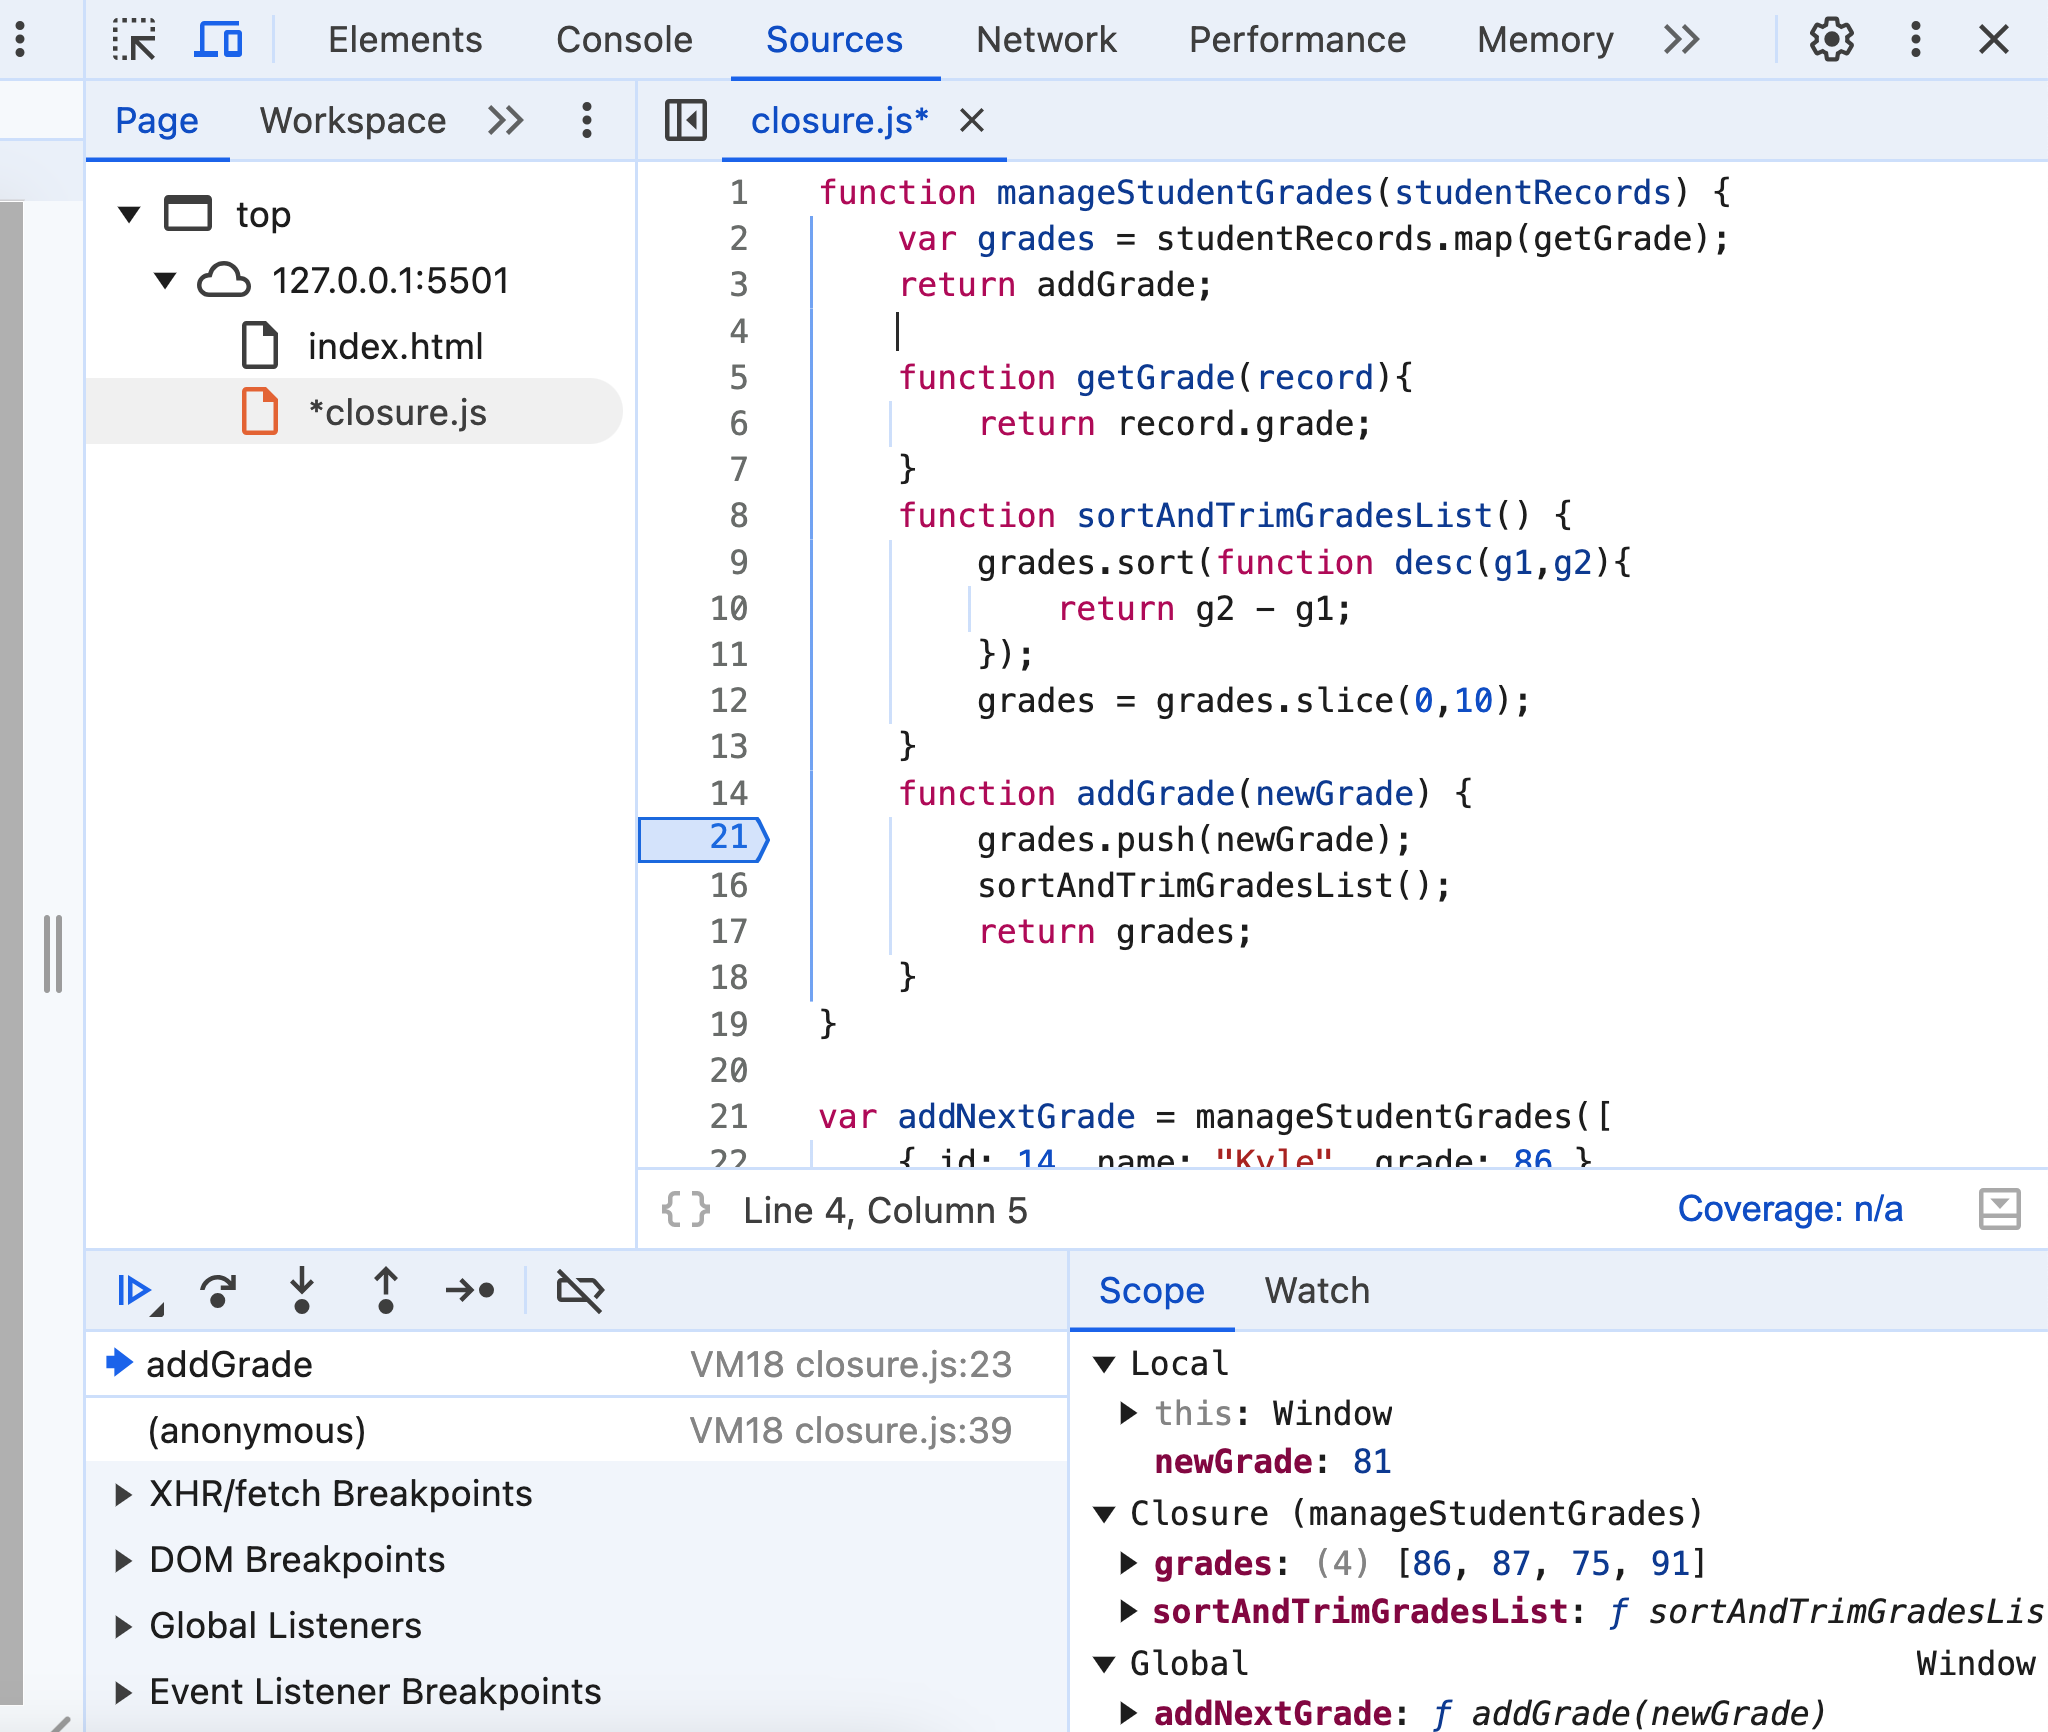 Elements Console Sources Network Performance Memory
Page Workspace closure.js*
top
127.0.0.1:5501
index.html
*closure.js
1 function manageStudentGrades(studentRecords) {
2 var grades = studentRecords.map(getGrade);
3 return addGrade;
4
5 function getGrade(record){
6 return record.grade;
7 }
8 function sortAndTrimGradesList() {
9 grades.sort(function desc(g1,g2){
10 return g2 - g1;
11 });
12 grades = grades.slice(0,10);
13 }
14 function addGrade(newGrade) {
21 grades.push(newGrade);
16 sortAndTrimGradesList();
17 return grades;
18 }
19 }
20
21 var addNextGrade = manageStudentGrades([
22 { id: 14, name: "Kyle", grade: 86 }
{ } Line 4, Column 5 Coverage: n/a
addGrade VM18 closure.js:23
(anonymous) VM18 closure.js:39
XHR/fetch Breakpoints
DOM Breakpoints
Global Listeners
Event Listener Breakpoints
Scope Watch
Local
this: Window
newGrade: 81
Closure (manageStudentGrades)
grades: (4) [86, 87, 75, 91]
sortAndTrimGradesList: ƒ sortAndTrimGradesLis
Global Window
addNextGrade: ƒ addGrade(newGrade)